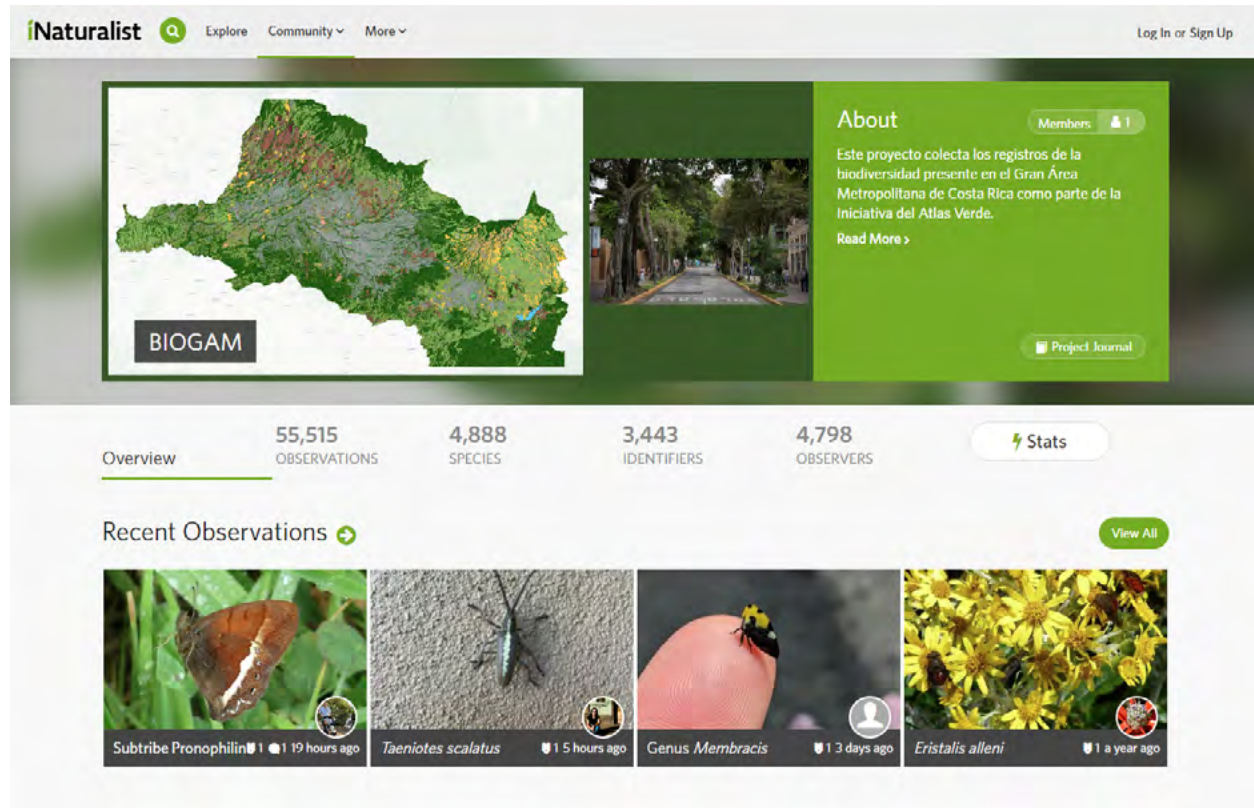 iNaturalist Explore Community More Log In or Sign Up
BIOGAM
About
Members 1
Este proyecto colecta los registros de la
biodiversidad presente en el Gran Área
Metropolitana de Costa Rica como parte de la
Iniciativa del Atlas Verde.
Read More >
Project Journal
Overview
55,515
OBSERVATIONS
4,888
SPECIES
3,443
IDENTIFIERS
4,798
OBSERVERS
Stats
Recent Observations
View All
Subtribe Pronophilin 1 1 19 hours ago
Taeniotes scalatus 1 5 hours ago
Genus Membracis 1 3 days ago
Eristalis alleni 1 a year ago